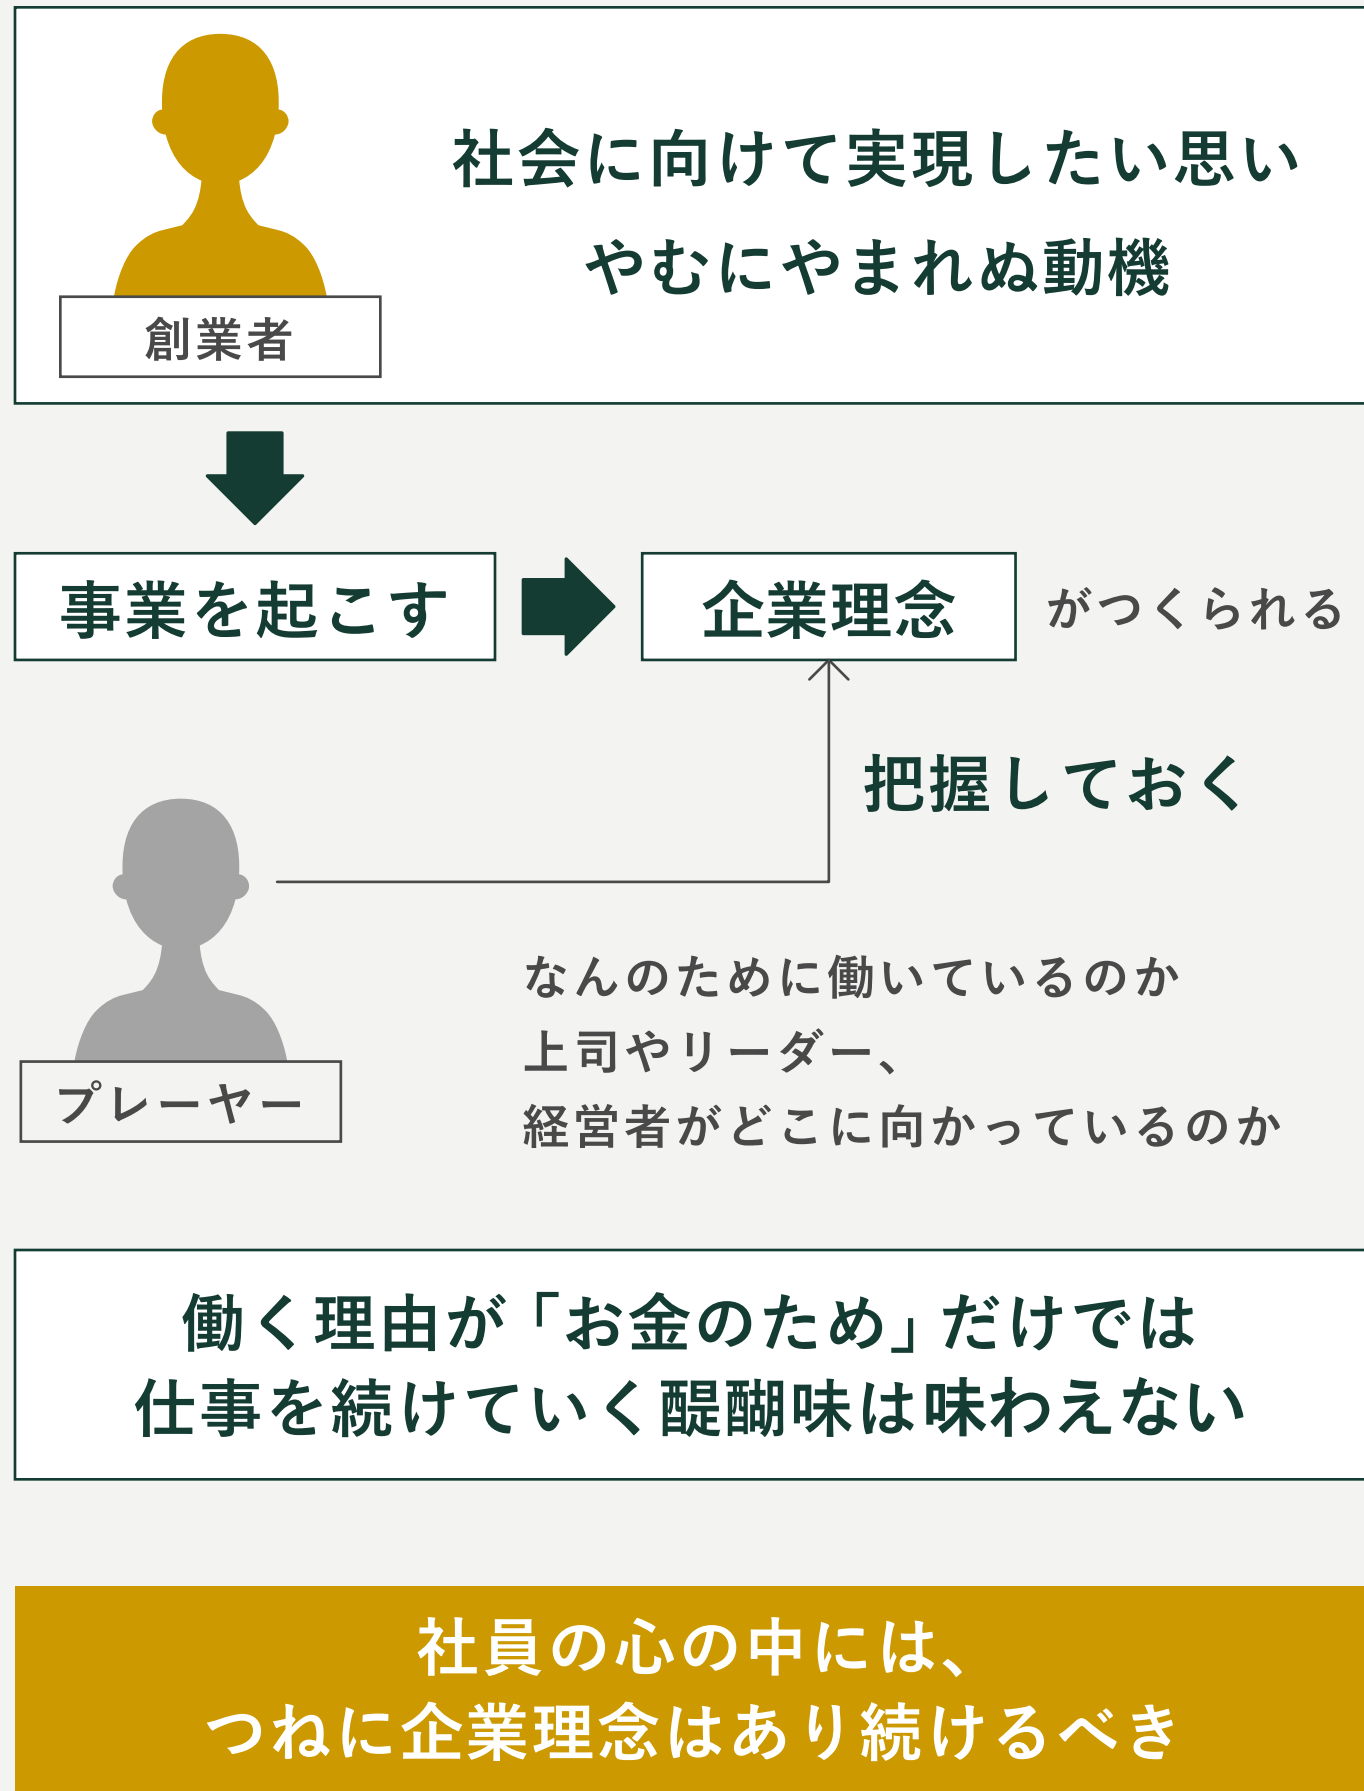 社会に向けて実現したい思い
やむにやまれぬ動機
創業者
事業を起こす
企業理念
がつくられる
把握しておく
なんのために働いているのか
上司やリーダー、
経営者がどこに向かっているのか
プレーヤー
働く理由が「お金のため」だけでは
仕事を続けていく醍醐味は味わえない
社員の心の中には、
つねに企業理念はあり続けるべき